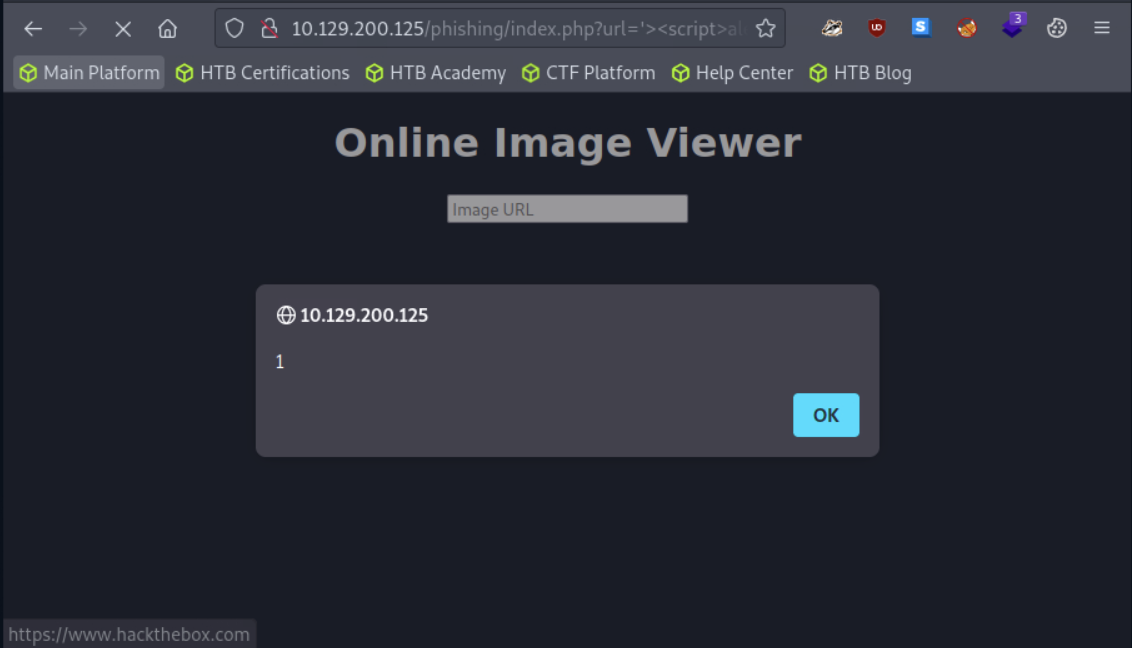 10.129.200.125/phishing/index.php?url='><script>al
3
Main Platform HTB Certifications HTB Academy CTF Platform Help Center HTB Blog
Online Image Viewer
Image URL
10.129.200.125
1
OK
https://www.hackthebox.com